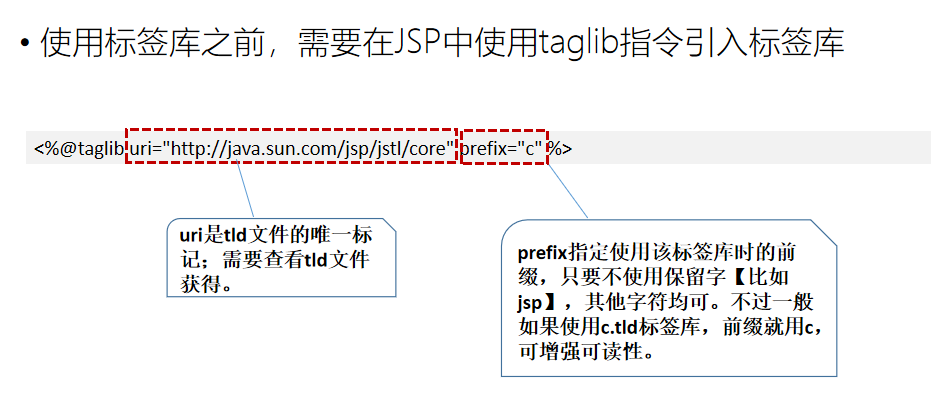 • 使用标签库之前，需要在JSP中使用taglib指令引入标签库
<%@taglib uri="http://java.sun.com/jsp/jstl/core" prefix="c" %>
uri是tld文件的唯一标
记；需要查看tld文件
获得。
prefix指定使用该标签库时的前
缀，只要不使用保留字【比如
jsp】，其他字符均可。不过一般
如果使用c.tld标签库，前缀就用c，
可增强可读性。